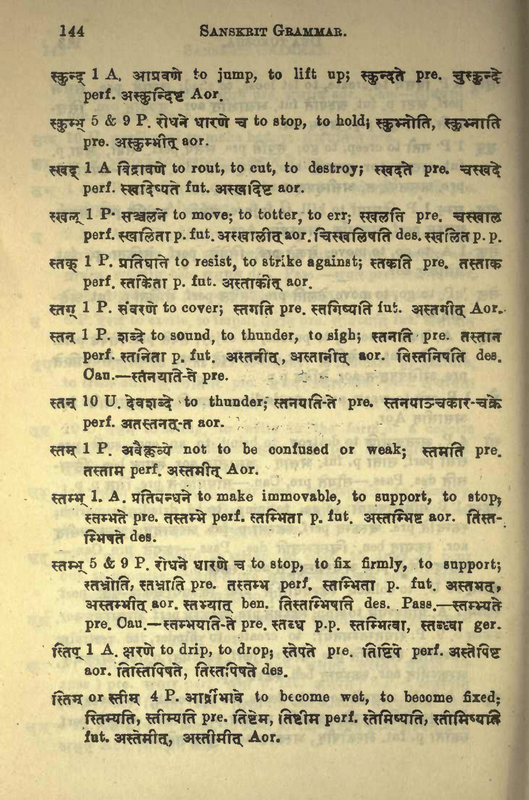 144 SANSKRIT GRAMMAR.
स्कुन्द् 1 A. आप्रवणे to jump, to lift up; स्कुन्दते pre. चुस्कुन्दे
perf. अस्कुन्दिष्ट Aor.
स्कुम्भ् 5 & 9 P. रोधने धारणे च to stop, to hold; स्कुभ्नोति, स्कुभ्नाति
pre. अस्कुम्भीत् aor.
स्खद् 1 A विद्रावणे to rout, to cut, to destroy; स्खदते pre. चस्खदे
perf. स्खदिष्यते fut. अस्खदिष्ट aor.
स्खल् 1 P. सञ्चलने to move; to totter, to err; स्खलति pre. चस्खाल
perf. स्खलिता p. fut. अस्खालीत् aor. चिस्खलिषति des. स्खलित p. p.
स्तक् 1 P. प्रतिघाते to resist, to strike against; स्तकति pre. तस्ताक
perf. स्तकिता p. fut. अस्ताकीत् aor.
स्तग् 1 P. संवरणे to cover; स्तगति pre. स्तगिष्यति fut. अस्तगीत् Aor.
स्तन् 1 P. शब्दे to sound, to thunder, to sigh; स्तनति pre. तस्तान
perf. स्तनिता p. fut. अस्तनीत्, अस्तानीत् aor. तिस्तनिषति des.
Cau.—स्तनयति-ते pre.
स्तन् 10 U. देवशब्दे to thunder; स्तनयति-ते pre. स्तनयाञ्चकार-चक्रे
perf. अतस्तनत्-त aor.
स्तम् 1 P. अवैक्लव्ये not to be confused or weak; स्तमति pre.
तस्ताम perf. अस्तमीत् Aor.
स्तम्भ् 1. A. प्रतिबन्धने to make immovable, to support, to stop;
स्तम्भते pre. तस्तम्भे perf. स्तम्भिता p. fut. अस्तम्भिष्ट aor. तिस्त-
म्भिषते des.
स्तम्भ् 5 & 9 P. रोधने धारणे च to stop, to fix firmly, to support;
स्तभ्नोति, स्तभ्नाति pre. तस्तम्भ perf. स्तम्भिता p. fut. अस्तभत्,
अस्तम्भीत् aor. स्तभ्यात् ben. तिस्तम्भिषति des. Pass.—स्तभ्यते
pre. Cau.—स्तम्भयति-ते pre. स्तब्ध p.p. स्तम्भित्वा, स्तब्ध्वा ger.
स्तिप् 1 A. क्षरणे to drip, to drop; स्तेपते pre. तिष्टिपे perf. अस्तेपिष्ट
aor. तिस्तिपिषते, तिस्तेपिषते des.
स्तिम् or स्तीम् 4 P. आर्द्रीभावे to become wet, to become fixed;
स्तिम्यति, स्तीम्यति pre. तिष्टेम, तिष्टीम perf. स्तेमिष्यति, स्तीमिष्यति
fut. अस्तेमीत्, अस्तीमीत् Aor.